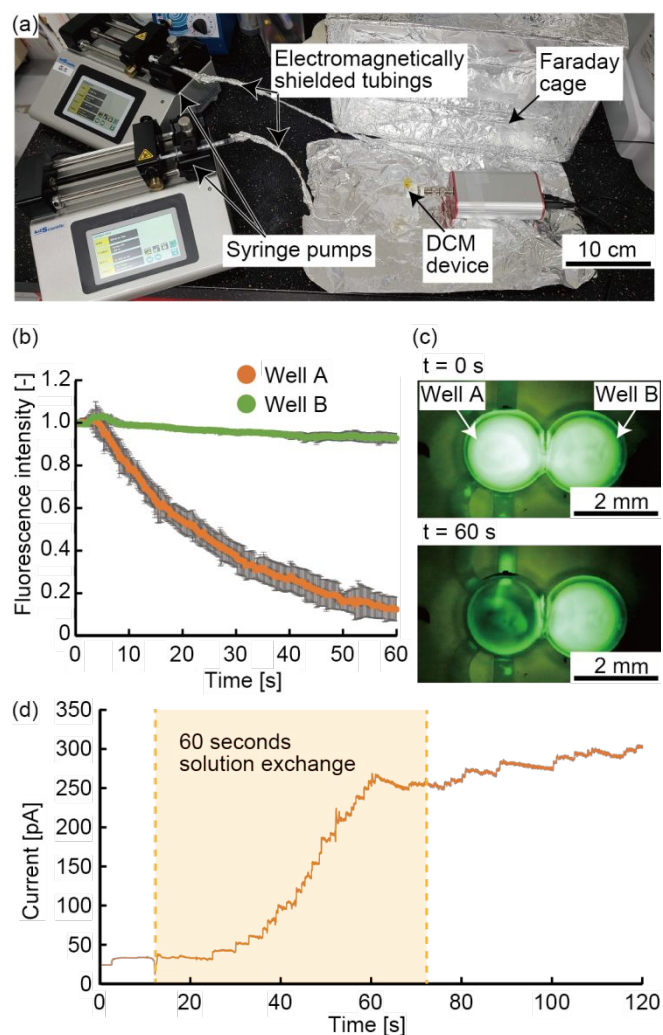 (a)
Electromagnetically
shielded tubings
Faraday
cage
Syringe pumps
DCM
device
10 cm
(b)
Well A
Well B
Fluorescence intensity [-]
1.2
1.0
0.8
0.6
0.4
0.2
0
0 10 20 30 40 50 60
Time [s]
(c)
t = 0 s
Well A
Well B
2 mm
t = 60 s
2 mm
(d)
60 seconds
solution exchange
Current [pA]
350
300
250
200
150
100
50
0
0 20 40 60 80 100 120
Time [s]